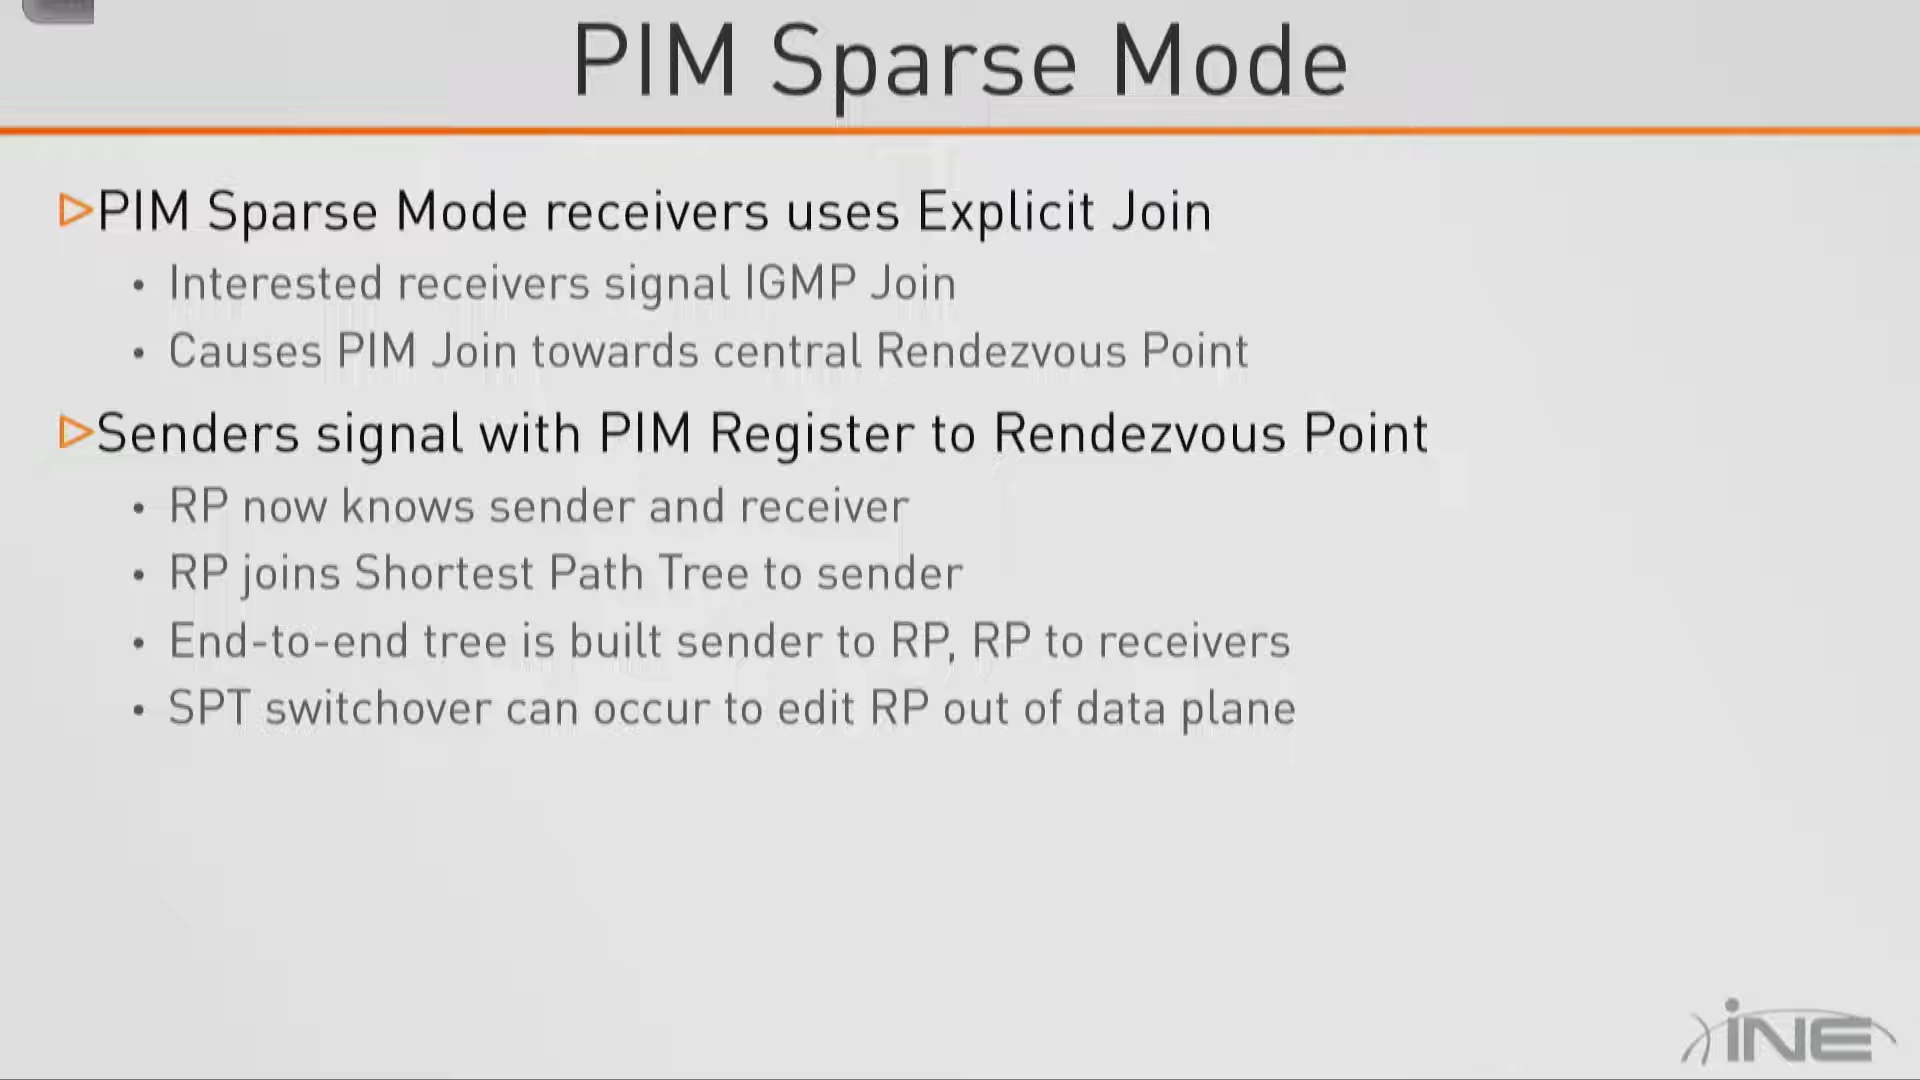 PIM Sparse Mode
PIM Sparse Mode receivers uses Explicit Join
• Interested receivers signal IGMP Join
• Causes PIM Join towards central Rendezvous Point
Senders signal with PIM Register to Rendezvous Point
• RP now knows sender and receiver
• RP joins Shortest Path Tree to sender
• End-to-end tree is built sender to RP, RP to receivers
• SPT switchover can occur to edit RP out of data plane
iNE